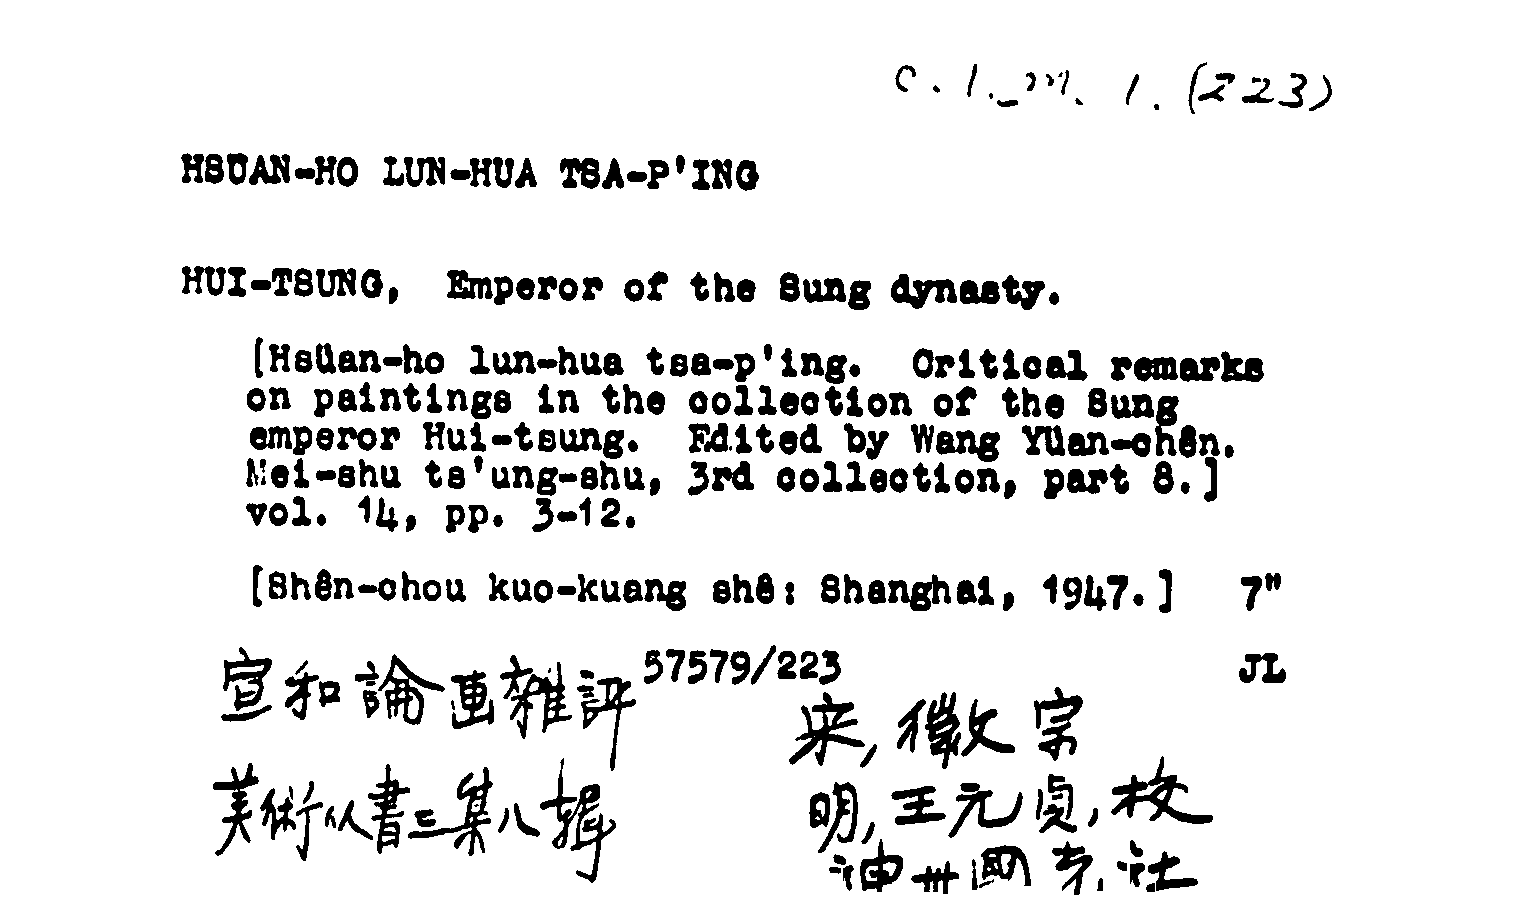 C. 1. M. 1. (223)
HSÜAN-HO LUN-HUA TSA-P'ING
HUI-TSUNG, Emperor of the Sung dynasty.
[Hsüan-ho lun-hua tsa-p'ing. Critical remarks
on paintings in the collection of the Sung
emperor Hui-tsung. Edited by Wang Yüan-chên.
Mei-shu ts'ung-shu, 3rd collection, part 8.]
vol. 14, pp. 3-12.
[Shên-chou kuo-kuang shê: Shanghai, 1947.] 7"
57579/223 JL
宣和論画雜評
宋, 徽宗
美術从書三集八輯
明, 王元貞, 校
神州國光社